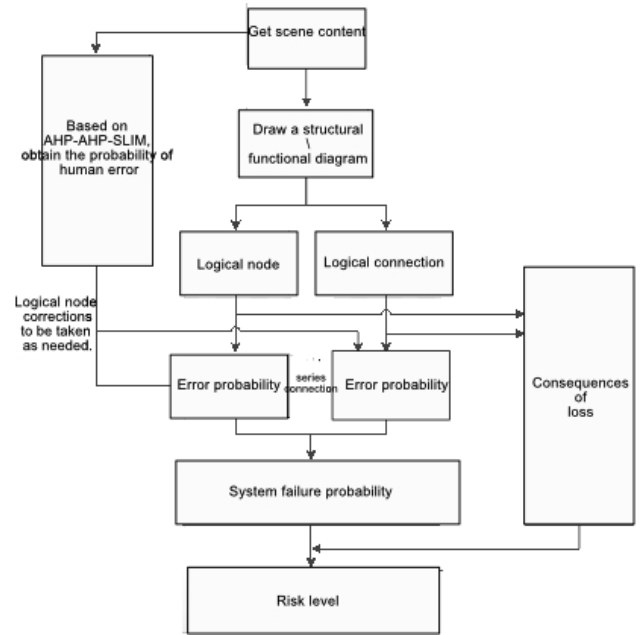 Get scene content
Based on
AHP-AHP-SLIM,
obtain the probability of
human error
Draw a structural
\
functional diagram
Logical node
Logical connection
Logical node
corrections
to be taken
as needed.
Error probability
series
connection
Error probability
Consequences
of
loss
System failure probability
Risk level